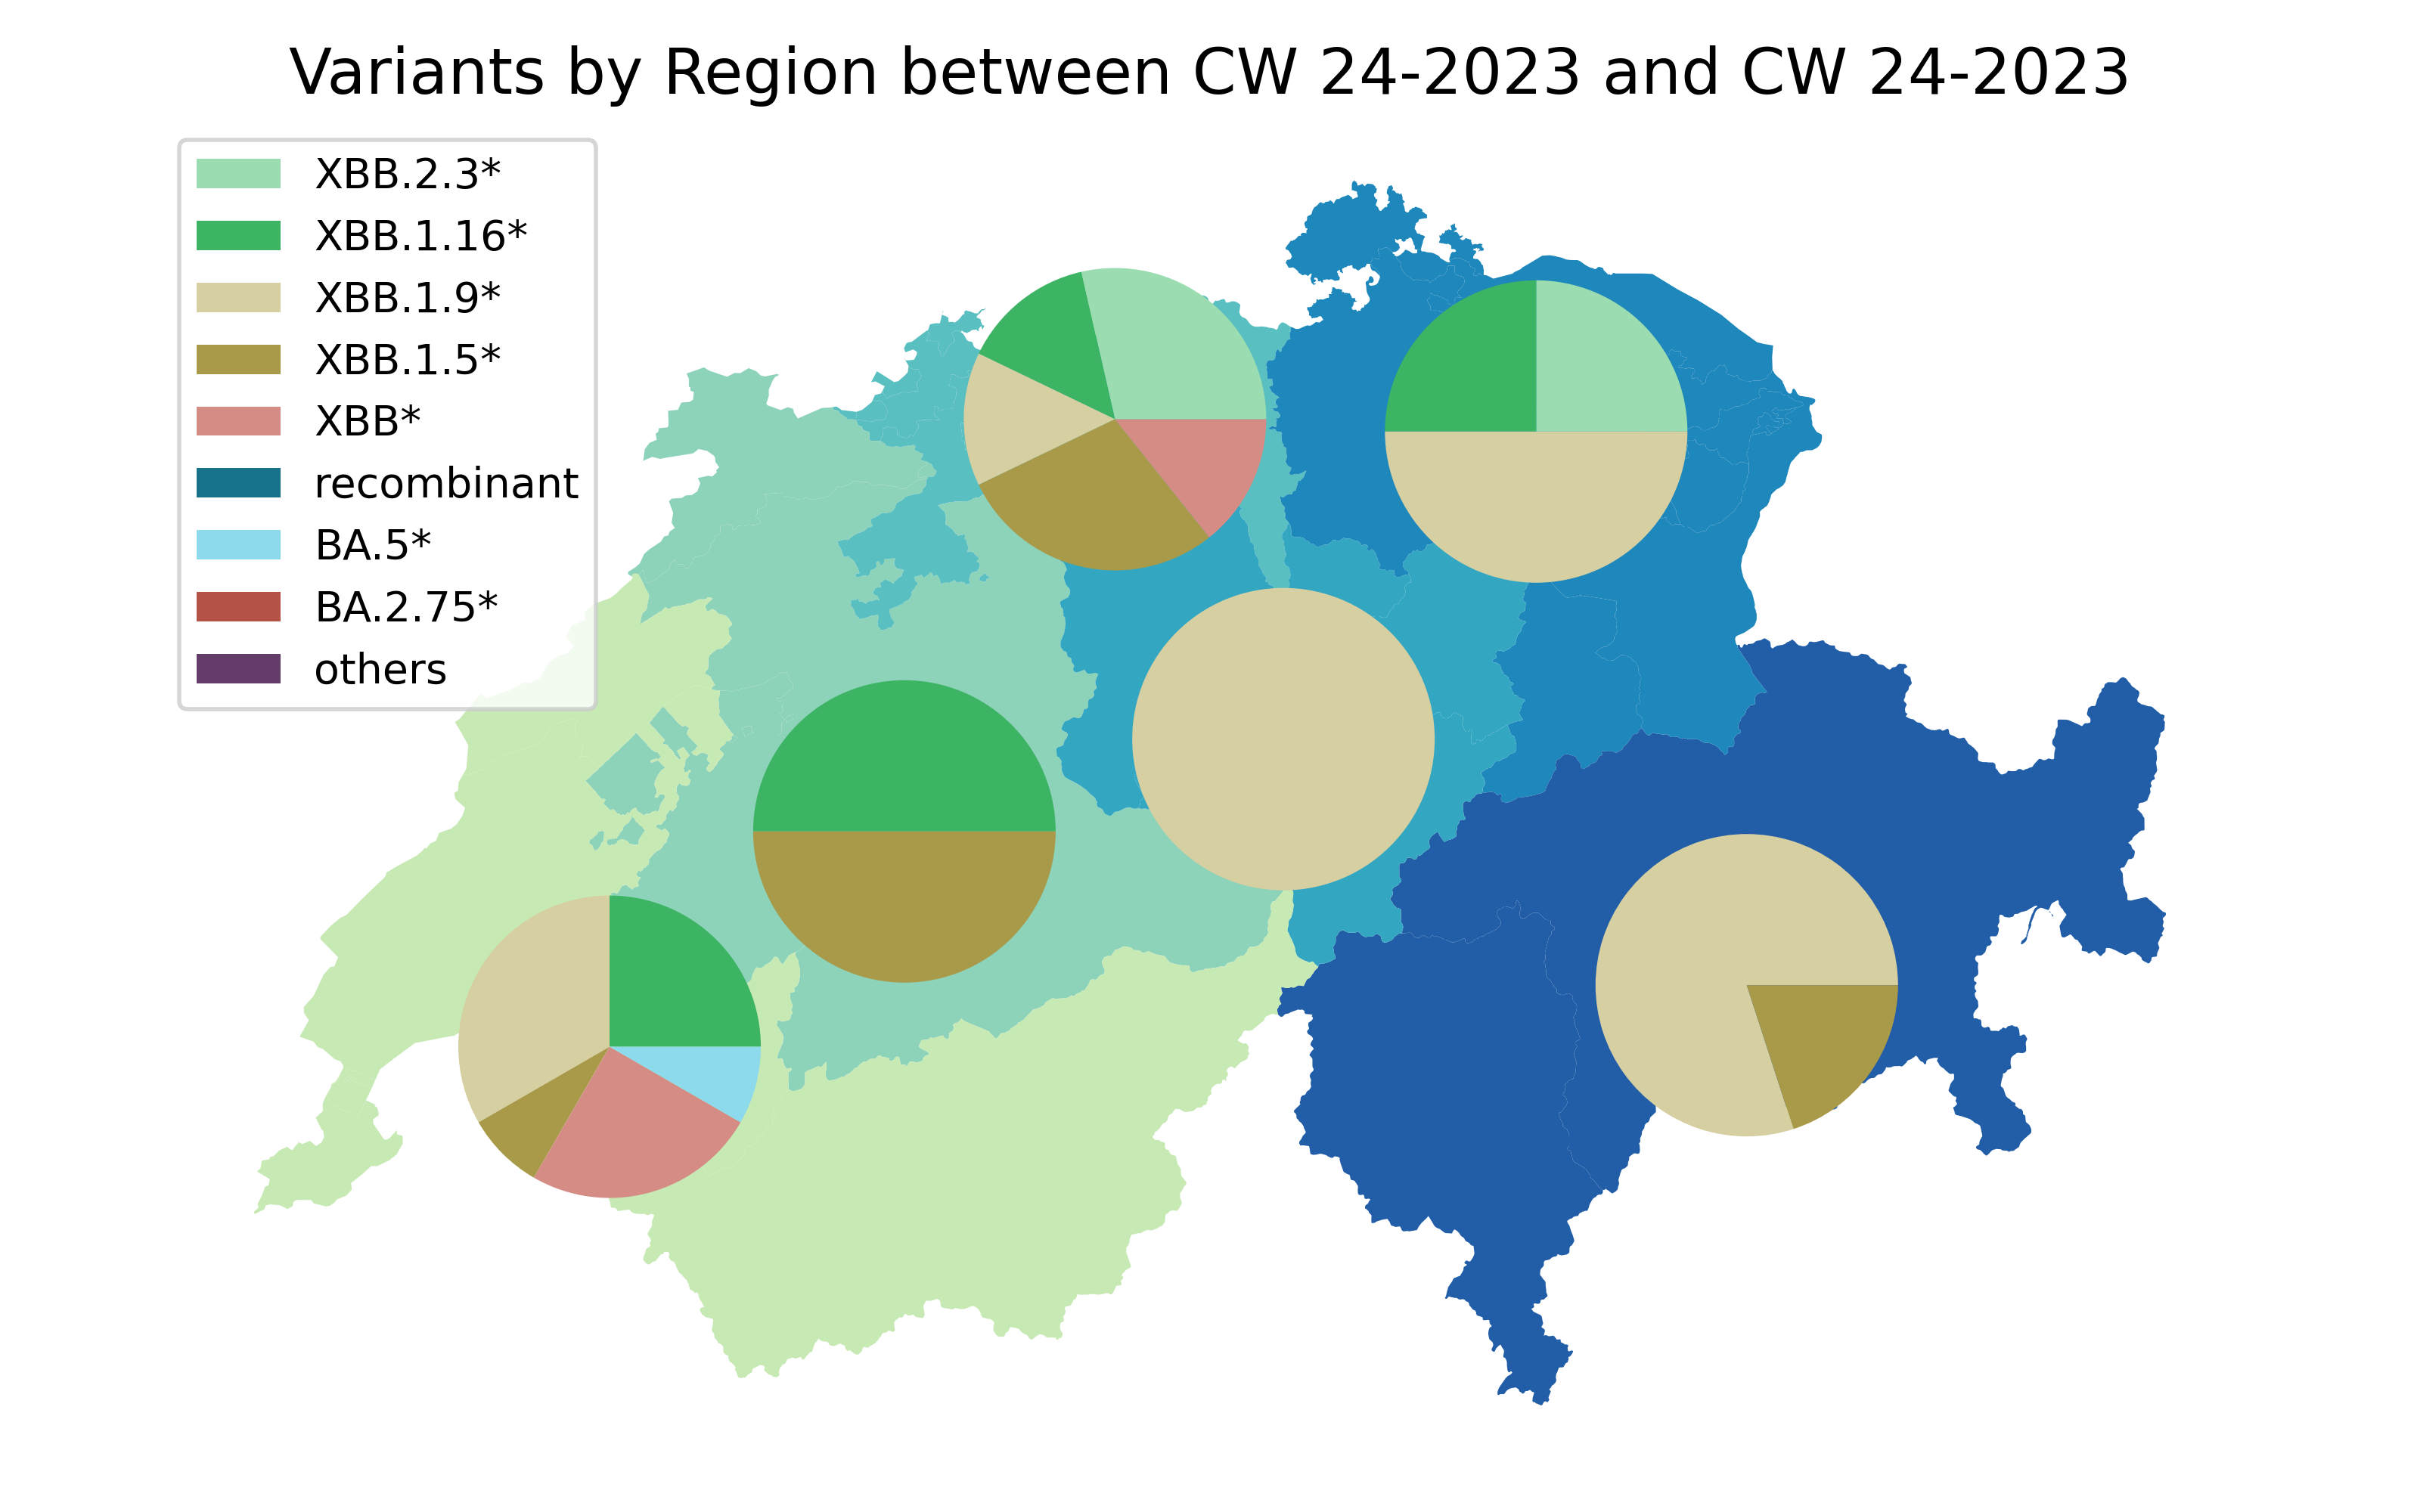 Variants by Region between CW 24-2023 and CW 24-2023
XBB.2.3*
XBB.1.16*
XBB.1.9*
XBB.1.5*
XBB*
recombinant
BA.5*
BA.2.75*
others